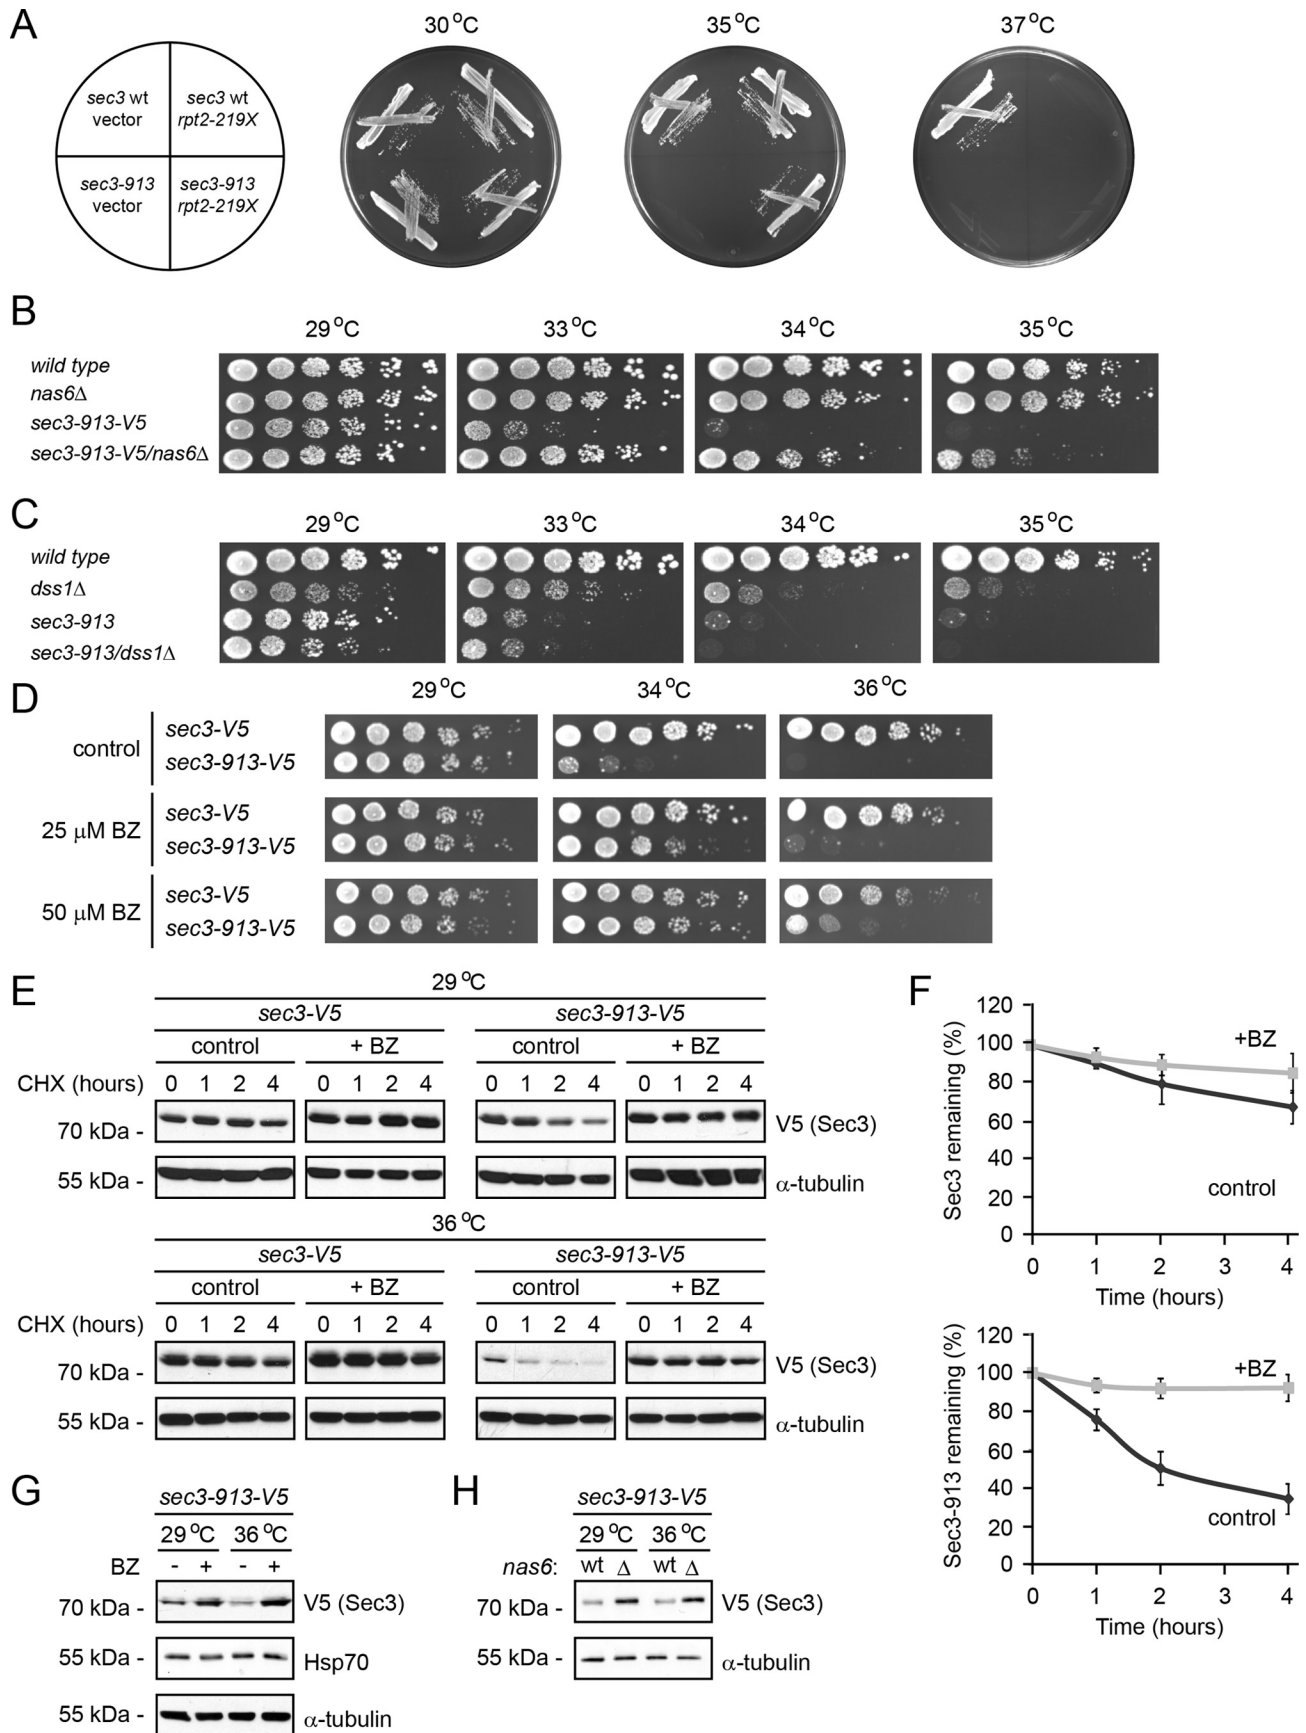 A
30 °C
35 °C
37 °C
sec3 wt
vector
sec3 wt
rpt2-219X
sec3-913
vector
sec3-913
rpt2-219X
B
29 °C
33 °C
34 °C
35 °C
wild type
nas6Δ
sec3-913-V5
sec3-913-V5/nas6Δ
C
29 °C
33 °C
34 °C
35 °C
wild type
dss1Δ
sec3-913
sec3-913/dss1Δ
D
29 °C
34 °C
36 °C
control
sec3-V5
sec3-913-V5
25 μM BZ
sec3-V5
sec3-913-V5
50 μM BZ
sec3-V5
sec3-913-V5
E
29 °C
sec3-V5
sec3-913-V5
control
+ BZ
control
+ BZ
CHX (hours)
0 1 2 4
0 1 2 4
0 1 2 4
0 1 2 4
70 kDa -
V5 (Sec3)
55 kDa -
α-tubulin
36 °C
sec3-V5
sec3-913-V5
control
+ BZ
control
+ BZ
CHX (hours)
0 1 2 4
0 1 2 4
0 1 2 4
0 1 2 4
70 kDa -
V5 (Sec3)
55 kDa -
α-tubulin
F
Sec3 remaining (%)
120
100
80
60
40
20
0
+BZ
control
0 1 2 3 4
Time (hours)
Sec3-913 remaining (%)
120
100
80
60
40
20
0
+BZ
control
0 1 2 3 4
Time (hours)
G
sec3-913-V5
29 °C
36 °C
BZ
- + - +
70 kDa -
V5 (Sec3)
55 kDa -
Hsp70
55 kDa -
α-tubulin
H
sec3-913-V5
29 °C
36 °C
nas6:
wt Δ wt Δ
70 kDa -
V5 (Sec3)
55 kDa -
α-tubulin